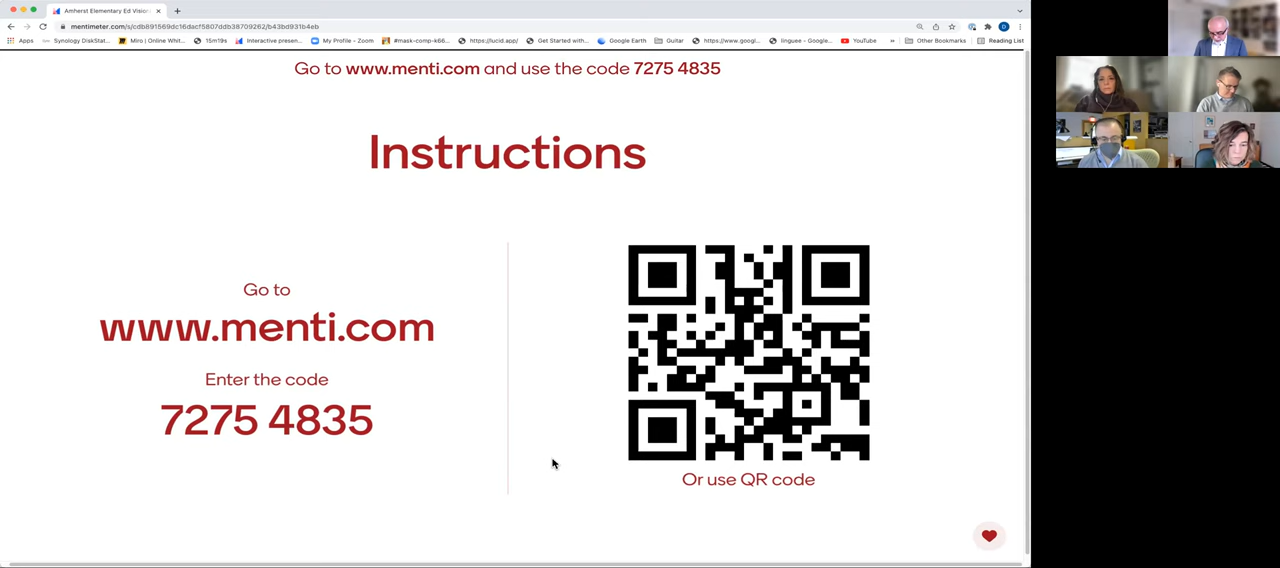 Amherst Elementary Ed Vision
mentimeter.com/s/cdb891569dc16dacf5807ddb38709262/b43bd931b4eb
Apps Synology DiskStat... Miro | Online Whit... 15m19s Interactive presen... My Profile - Zoom #mask-comp-k66... https://lucid.app/ Get Started with... Google Earth Guitar https://www.googl... linguee – Google... YouTube » Other Bookmarks Reading List
Go to www.menti.com and use the code 7275 4835
Instructions
Go to
www.menti.com
Enter the code
7275 4835
Or use QR code